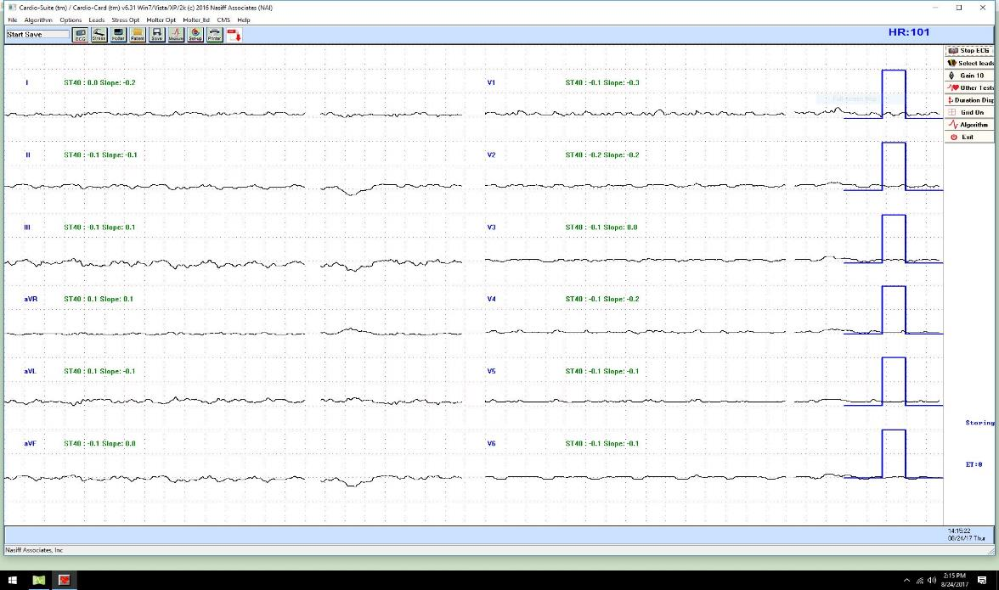 Cardio-Suite (tm) / Cardio-Card (tm) v6.31 Win7/Vista/XP/2k (c) 2016 Nasiff Associates (NAI)
File Algorithm Options Leads Stress Opt Holter Opt Holter_Ed CMS Help
Start Save
ECG Stress Holter Patient Save Measure Set-up Printer
HR:101
Stop ECG
Select leads
Gain 10
Other Tests
Duration Disp
Grid On
Algorithm
Exit
I ST40 : 0.0 Slope: -0.2
V1 ST40 : -0.1 Slope: -0.3
II ST40 : -0.1 Slope: -0.1
V2 ST40 : -0.2 Slope: -0.2
III ST40 : -0.1 Slope: 0.1
V3 ST40 : -0.1 Slope: 0.0
aVR ST40 : 0.1 Slope: 0.1
V4 ST40 : -0.1 Slope: -0.2
aVL ST40 : 0.1 Slope: -0.1
V5 ST40 : -0.1 Slope: -0.1
aVF ST40 : -0.1 Slope: 0.0
V6 ST40 : -0.1 Slope: -0.1
Storing
ET:8
14:15:22
08/24/17 Thur
Nasiff Associates, Inc
2:15 PM
8/24/2017